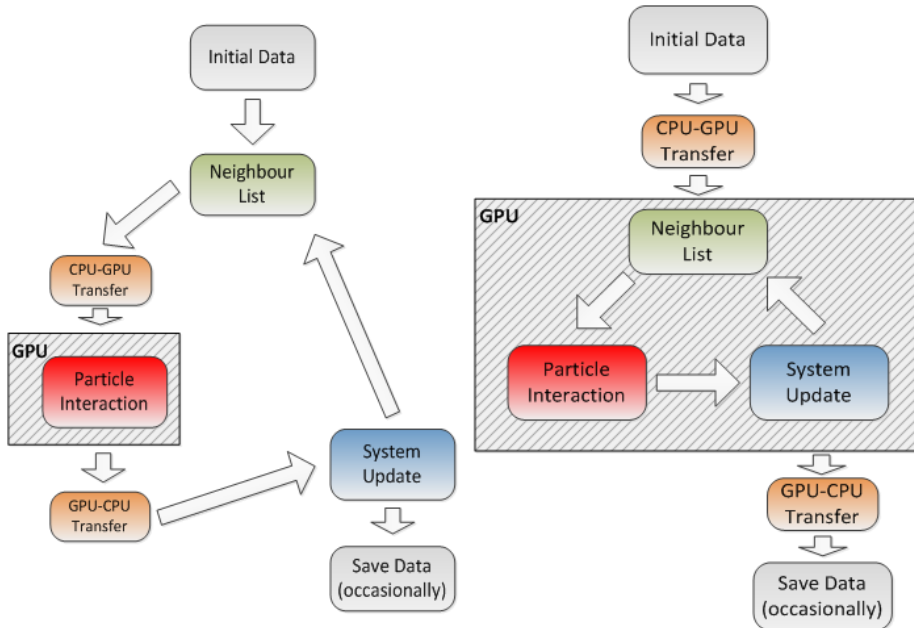 Initial Data
Neighbour
List
CPU-GPU
Transfer
GPU
Particle
Interaction
GPU-CPU
Transfer
System
Update
Save Data
(occasionally)
Initial Data
CPU-GPU
Transfer
GPU
Neighbour
List
Particle
Interaction
System
Update
GPU-CPU
Transfer
Save Data
(occasionally)